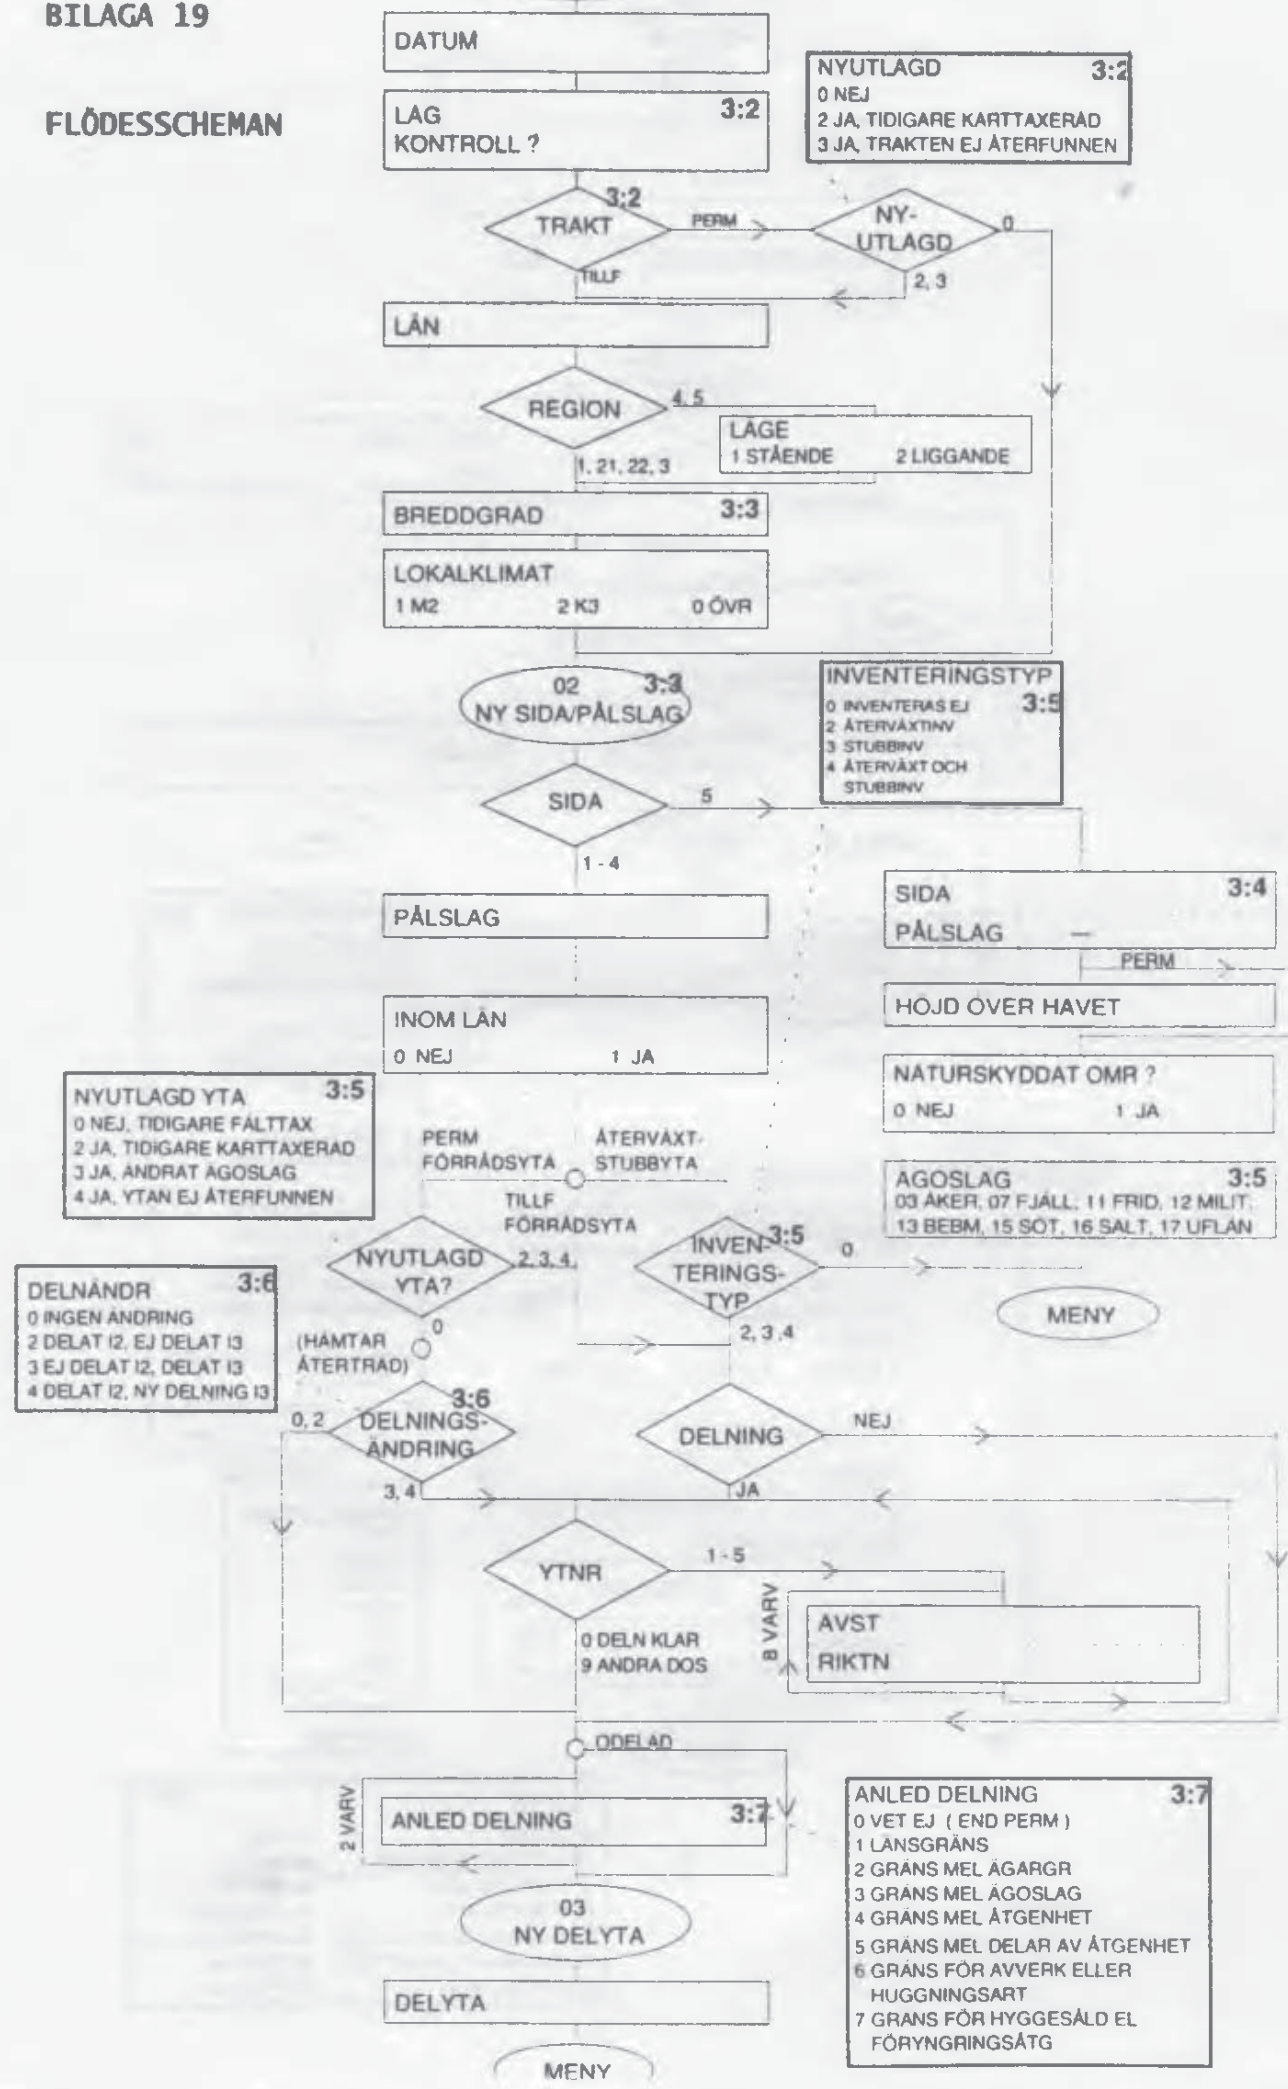 BILAGA 19
FLÖDESSCHEMAN
DATUM
LAG 3:2
KONTROLL ?
NYUTLAGD 3:2
0 NEJ
2 JA, TIDIGARE KARTTAXERAD
3 JA, TRAKTEN EJ ÅTERFUNNEN
3:2
TRAKT
PERM
NY-
UTLAGD
0
TILLF
2, 3
LÄN
REGION
4, 5
LÄGE
1 STÅENDE 2 LIGGANDE
1, 21, 22, 3
BREDDGRAD 3:3
LOKALKLIMAT
1 M2 2 K3 0 ÖVR
02 3:3
NY SIDA/PÅLSLAG
INVENTERINGSTYP
0 INVENTERAS EJ 3:5
2 ÅTERVÄXTINV
3 STUBBINV
4 ÅTERVÄXT OCH
STUBBINV
SIDA
5
1 - 4
PÅLSLAG
SIDA 3:4
PÅLSLAG —
PERM
HÖJD ÖVER HAVET
INOM LÄN
0 NEJ 1 JA
NATURSKYDDAT OMR ?
0 NEJ 1 JA
NYUTLAGD YTA 3:5
0 NEJ, TIDIGARE FÄLTTAX
2 JA, TIDIGARE KARTTAXERAD
3 JA, ÄNDRAT ÄGOSLAG
4 JA, YTAN EJ ÅTERFUNNEN
PERM
FÖRRÅDSYTA
ÅTERVÄXT-
STUBBYTA
TILLF
FÖRRÅDSYTA
ÄGOSLAG 3:5
03 ÅKER, 07 FJÄLL, 11 FRID, 12 MILIT,
13 BEBM, 15 SÖT, 16 SALT, 17 UFLÄN
NYUTLAGD
YTA?
2, 3, 4
3:5
INVEN-
TERINGS-
TYP
0
MENY
DELNÄNDR 3:6
0 INGEN ÄNDRING
2 DELAT I2, EJ DELAT I3
3 EJ DELAT I2, DELAT I3
4 DELAT I2, NY DELNING I3
0
(HÄMTAR
ÅTERTRÄD)
2, 3, 4
3:6
DELNINGS-
ÄNDRING
0, 2
3, 4
DELNING
NEJ
JA
YTNR
1 - 5
0 DELN KLAR
9 ÄNDRA DOS
8 VARV
AVST
RIKTN
ODELAD
2 VARV
ANLED DELNING 3:7
ANLED DELNING 3:7
0 VET EJ ( END PERM )
1 LÄNSGRÄNS
2 GRÄNS MEL ÄGARGR
3 GRÄNS MEL ÄGOSLAG
4 GRÄNS MEL ÅTGENHET
5 GRÄNS MEL DELAR AV ÅTGENHET
6 GRÄNS FÖR AVVERK ELLER
HUGGNINGSART
7 GRÄNS FÖR HYGGESÅLD EL
FÖRYNGRINGSÅTG
03
NY DELYTA
DELYTA
MENY